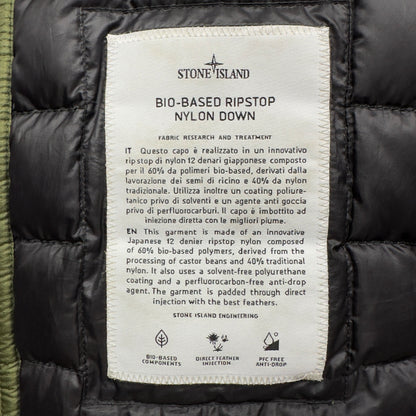 STONE ISLAND
BIO-BASED RIPSTOP
NYLON DOWN
FABRIC RESEARCH AND TREATMENT
IT Questo capo è realizzato in un innovativo
ripstop di nylon 12 denari giapponese composto
per il 60% da polimeri bio-based, derivati dalla
lavorazione dei semi di ricino e 40% da nylon
tradizionale. Utilizza inoltre un coating poliure-
tanico privo di solventi e un agente anti goccia
privo di perfluorocarburi. Il capo è imbottito ad
iniezione diretta con le migliori piume.
EN This garment is made of an innovative
Japanese 12 denier ripstop nylon composed
of 60% bio-based polymers, derived from the
processing of castor beans and 40% traditional
nylon. It also uses a solvent-free polyurethane
coating and a perfluorocarbon-free anti-drop
agent. The garment is padded through direct
injection with the best feathers.
STONE ISLAND ENGINEERING
BIO-BASED
COMPONENTS
DIRECT FEATHER
INJECTION
PFC FREE
ANTI-DROP